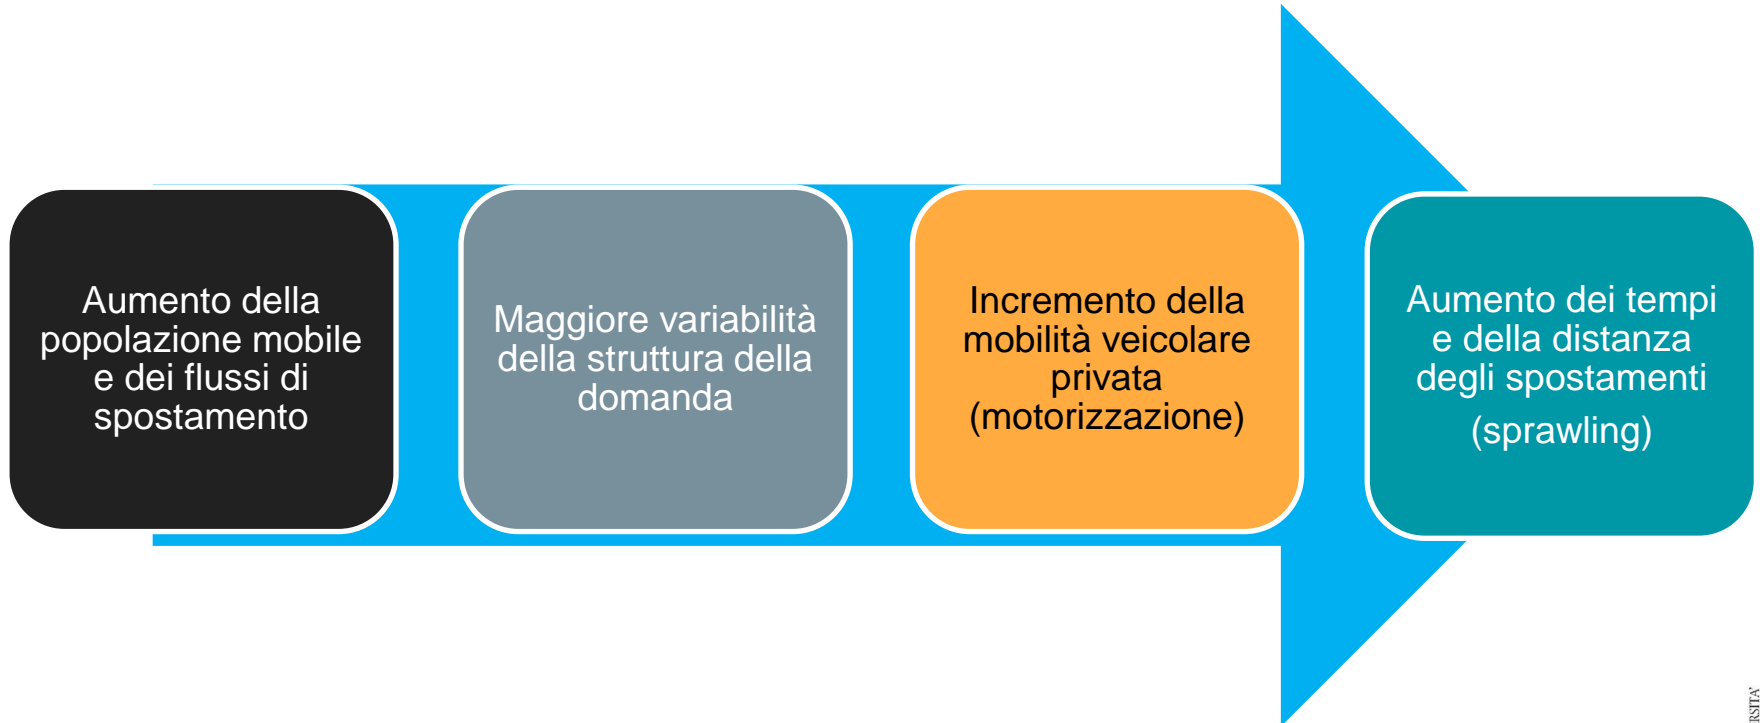 Aumento della
popolazione mobile
e dei flussi di
spostamento
Maggiore variabilità
della struttura della
domanda
Incremento della
mobilità veicolare
privata
(motorizzazione)
Aumento dei tempi
e della distanza
degli spostamenti
(sprawling)
RSITA'